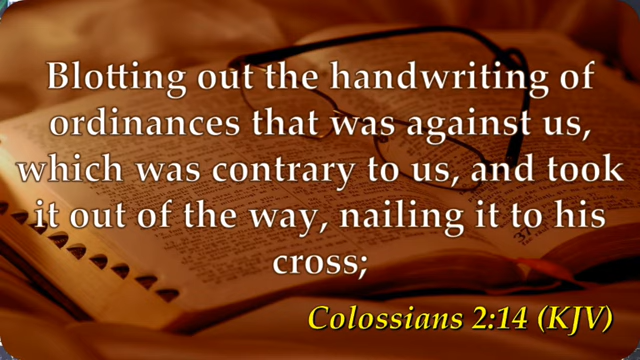 Blotting out the handwriting of
ordinances that was against us,
which was contrary to us, and took
it out of the way, nailing it to his
cross;
Colossians 2:14 (KJV)